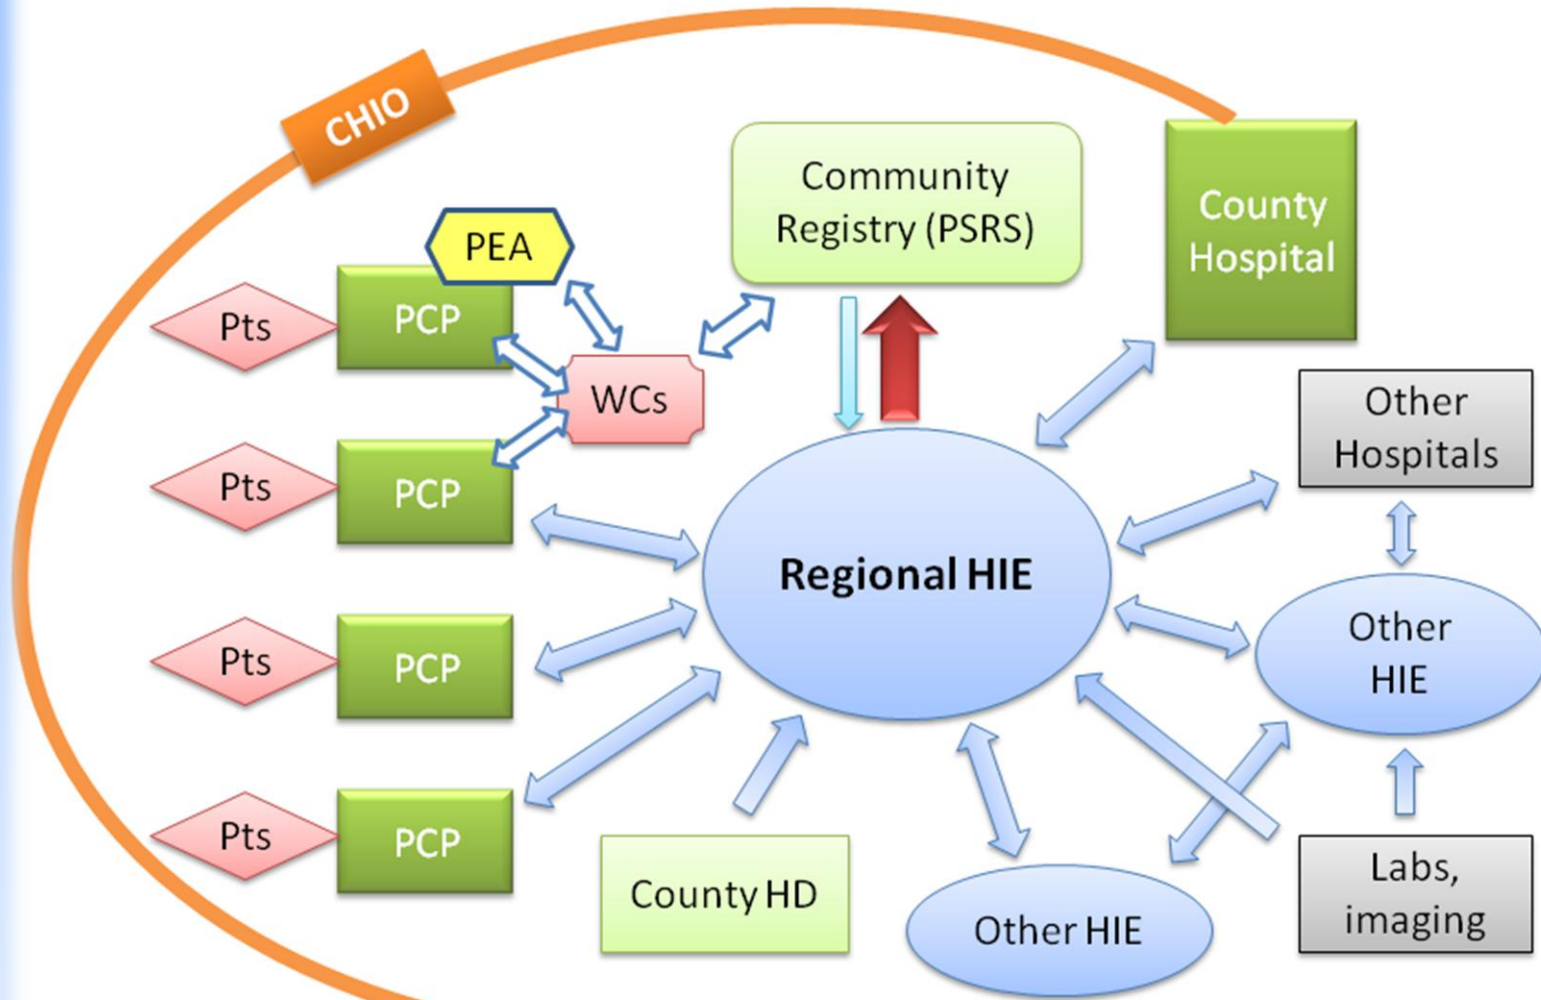 CHIO
Community
Registry (PSRS)
County
Hospital
PEA
Pts
PCP
WCs
Other
Hospitals
Pts
PCP
Regional HIE
Other
HIE
Pts
PCP
Pts
PCP
County HD
Other HIE
Labs,
imaging